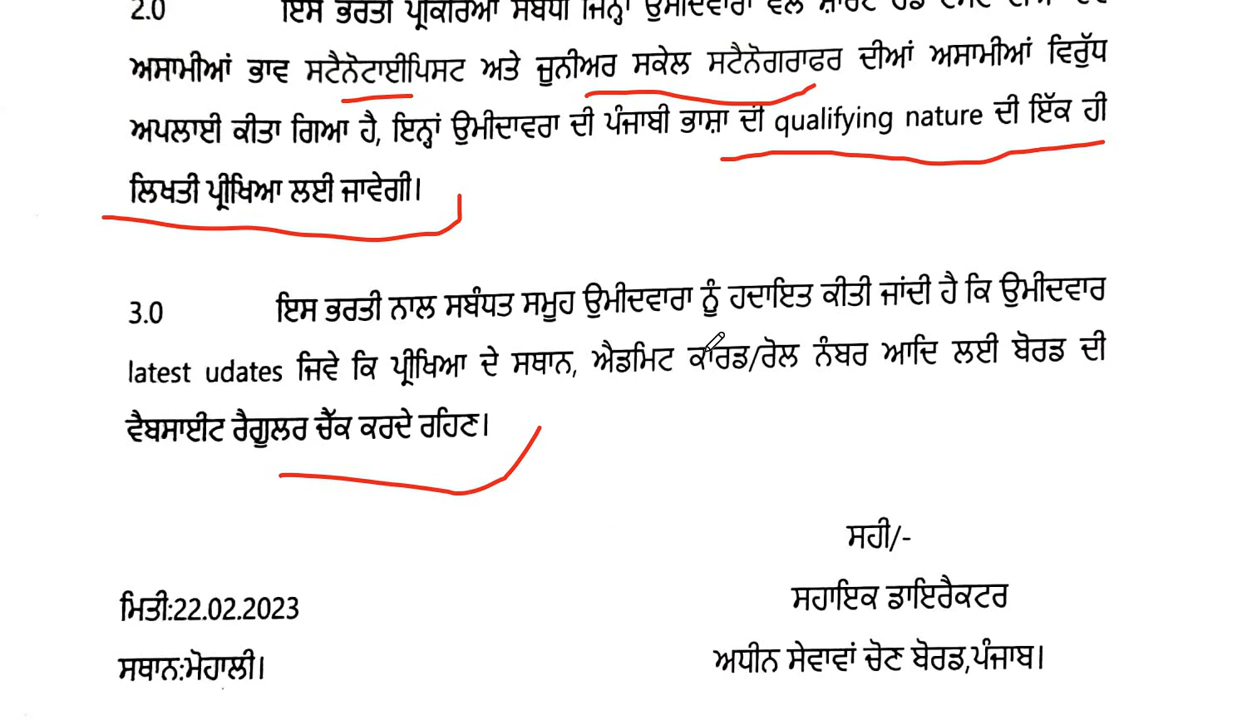 2.0 ਇਸ ਭਰਤੀ ਪ੍ਰੀਕਰਿਆ ਸਬੰਧੀ ਜਿਨ੍ਹਾਂ ਉਮੀਦਵਾਰਾਂ ਵੱਲੋਂ
ਅਸਾਮੀਆਂ ਭਾਵ ਸਟੈਨੋਟਾਈਪਿਸਟ ਅਤੇ ਜੂਨੀਅਰ ਸਕੇਲ ਸਟੈਨੋਗਰਾਫਰ ਦੀਆਂ ਅਸਾਮੀਆਂ ਵਿਰੁੱਧ
ਅਪਲਾਈ ਕੀਤਾ ਗਿਆ ਹੈ, ਇਨ੍ਹਾਂ ਉਮੀਦਾਵਰਾ ਦੀ ਪੰਜਾਬੀ ਭਾਸ਼ਾ ਦੀ qualifying nature ਦੀ ਇੱਕ ਹੀ
ਲਿਖਤੀ ਪ੍ਰੀਖਿਆ ਲਈ ਜਾਵੇਗੀ।
3.0 ਇਸ ਭਰਤੀ ਨਾਲ ਸਬੰਧਤ ਸਮੂਹ ਉਮੀਦਵਾਰਾ ਨੂੰ ਹਦਾਇਤ ਕੀਤੀ ਜਾਂਦੀ ਹੈ ਕਿ ਉਮੀਦਵਾਰ
latest udates ਜਿਵੇ ਕਿ ਪ੍ਰੀਖਿਆ ਦੇ ਸਥਾਨ, ਐਡਮਿਟ ਕਾਰਡ/ਰੋਲ ਨੰਬਰ ਆਦਿ ਲਈ ਬੋਰਡ ਦੀ
ਵੈਬਸਾਈਟ ਰੈਗੂਲਰ ਚੈੱਕ ਕਰਦੇ ਰਹਿਣ।
ਸਹੀ/-
ਮਿਤੀ:22.02.2023 ਸਹਾਇਕ ਡਾਇਰੈਕਟਰ
ਸਥਾਨ:ਮੋਹਾਲੀ। ਅਧੀਨ ਸੇਵਾਵਾਂ ਚੋਣ ਬੋਰਡ,ਪੰਜਾਬ।